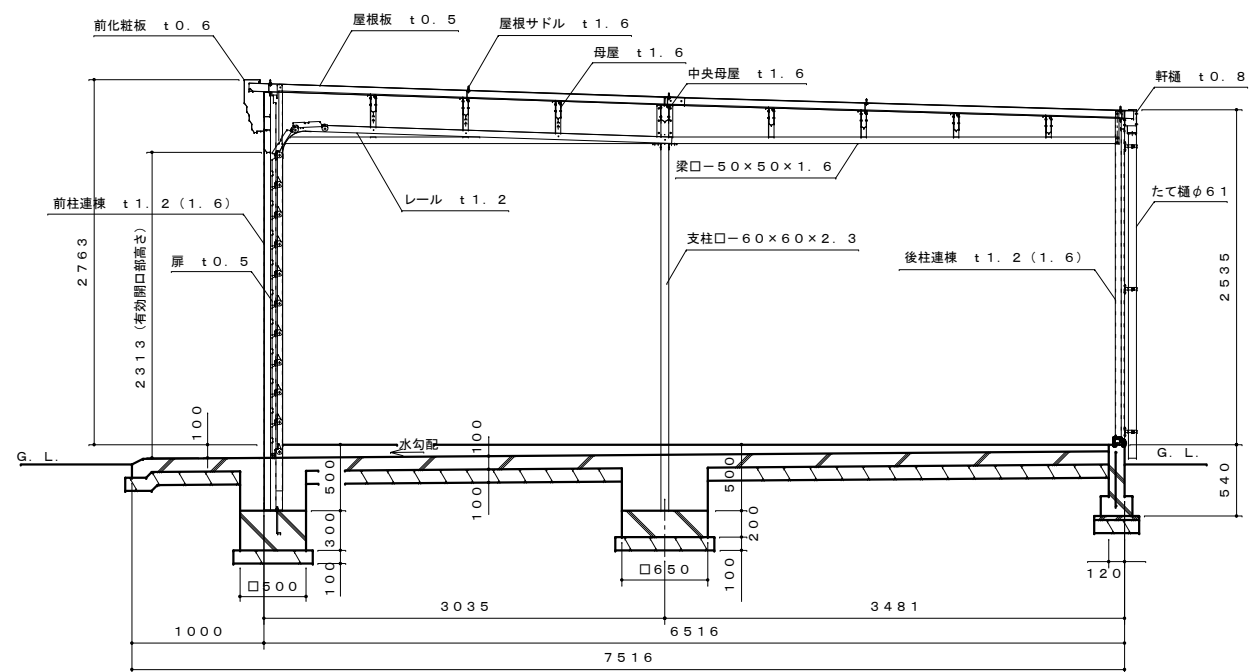 前化粧板 ｔ０．６
屋根板 ｔ０．５
屋根サドル ｔ１．６
母屋 ｔ１．６
中央母屋 ｔ１．６
軒樋 ｔ０．８
梁口－５０×５０×１．６
レール ｔ１．２
たて樋φ６１
前柱連棟 ｔ１．２（１．６）
支柱口－６０×６０×２．３
後柱連棟 ｔ１．２（１．６）
扉 ｔ０．５
２７６３
２３１３（有効開口部高さ）
２５３５
１００
水勾配
１００
Ｇ．Ｌ．
Ｇ．Ｌ．
５００
１００
５００
５４０
３００
２００
１００
１００
□５００
□６５０
１２０
３０３５
３４８１
１０００
６５１６
７５１６